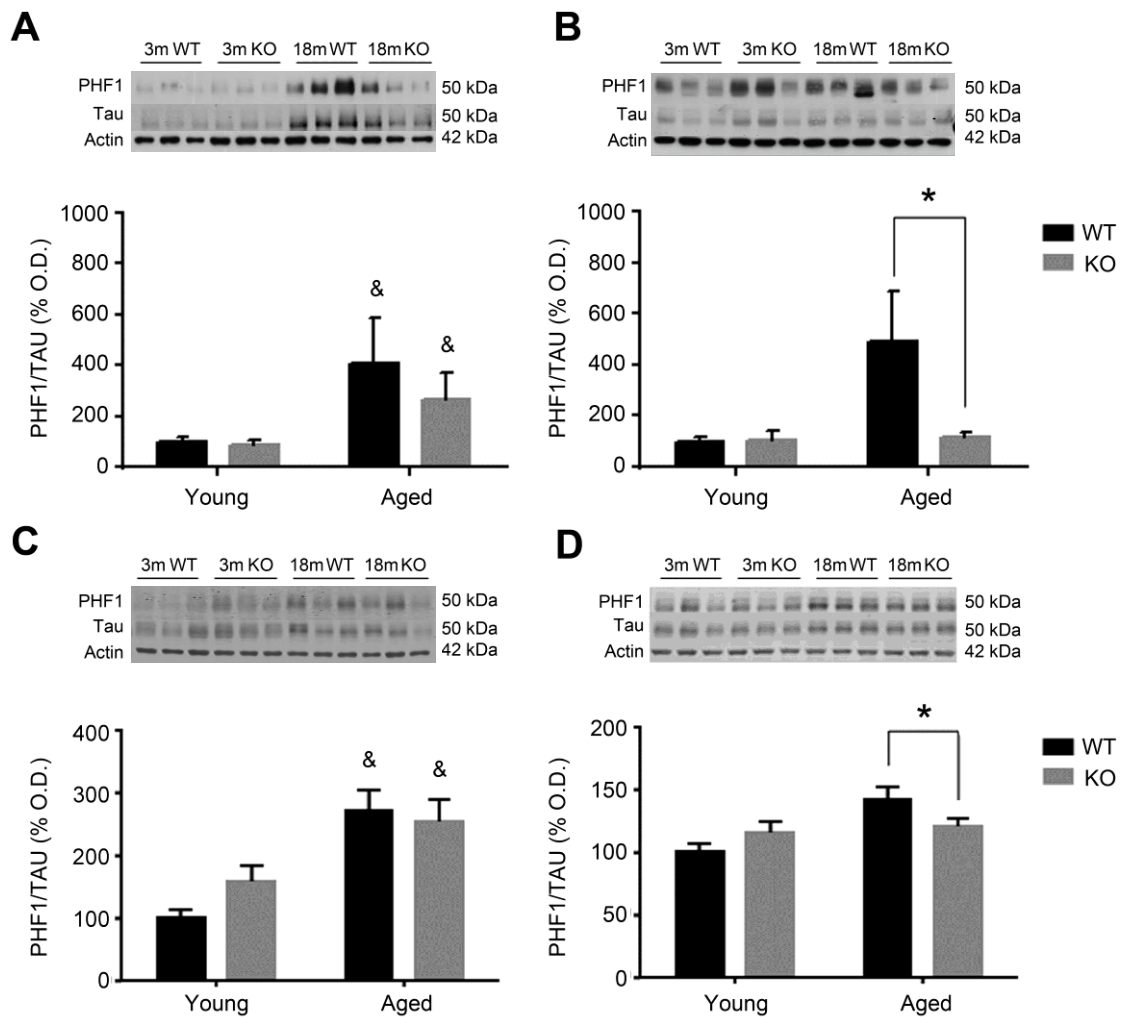 A
3m WT 3m KO 18m WT 18m KO
PHF1 50 kDa
Tau 50 kDa
Actin 42 kDa
1000
800
600
400
200
0
PHF1/TAU (% O.D.)
& &
Young Aged
B
3m WT 3m KO 18m WT 18m KO
PHF1 50 kDa
Tau 50 kDa
Actin 42 kDa
1000
800
600
400
200
0
PHF1/TAU (% O.D.)
*
Young Aged
WT
KO
C
3m WT 3m KO 18m WT 18m KO
PHF1 50 kDa
Tau 50 kDa
Actin 42 kDa
400
300
200
100
0
PHF1/TAU (% O.D.)
& &
Young Aged
D
3m WT 3m KO 18m WT 18m KO
PHF1 50 kDa
Tau 50 kDa
Actin 42 kDa
200
150
100
50
0
PHF1/TAU (% O.D.)
*
Young Aged
WT
KO